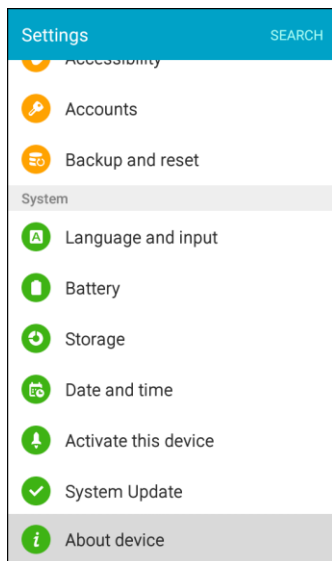 Settings
SEARCH
Accessibility
Accounts
Backup and reset
System
Language and input
Battery
Storage
Date and time
Activate this device
System Update
About device